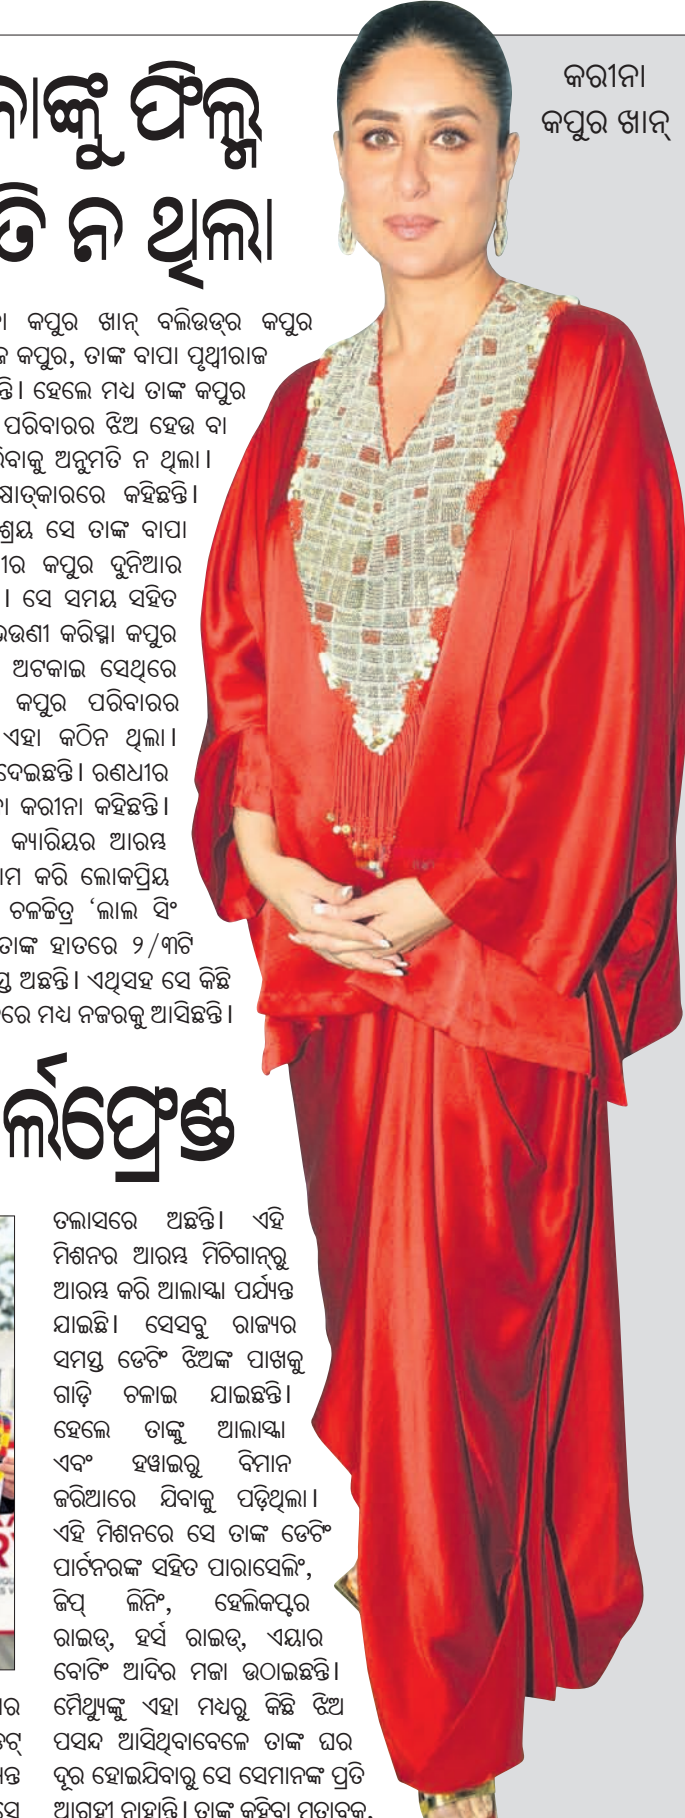 କରୀନା
କପୁର ଖାନ୍
ଫିଲ୍ମ
ନ ଥିଲା
କପୁର ଖାନ୍ ବଲିଉଡ୍‌ର କପୁର
କପୁର, ତାଙ୍କ ବାପା ପୃଥ୍ୱୀରାଜ
ହେଲେ ମଧ୍ୟ ତାଙ୍କ କପୁର
ପରିବାରର ଝିଅ ହେଉ ବା
ଅନୁମତି ନ ଥିଲା।
କହିଛନ୍ତି।
ସେ ତାଙ୍କ ବାପା
କପୁର ଦୁନିଆର
। ସେ ସମୟ ସହିତ
କରିସ୍ମା କପୁର
ଅଟକାଇ ସେଥିରେ
କପୁର ପରିବାରର
ଏହା କଠିନ ଥିଲା।
ରଣଧୀର
କରୀନା କହିଛନ୍ତି।
କ୍ୟାରିୟର ଆରମ୍ଭ
କରି ଲୋକପ୍ରିୟ
ଚଳଚ୍ଚିତ୍ର ‘ଲାଲ ସିଂ
ତାଙ୍କ ହାତରେ ୨/୩ଟି
ଅଛନ୍ତି। ଏଥିସହ ସେ କିଛି
ମଧ୍ୟ ନଜରକୁ ଆସିଛନ୍ତି।
ତଲାସରେ ଅଛନ୍ତି। ଏହି
ମିଶନର ଆରମ୍ଭ ମିଚିଗାନ୍‌ରୁ
ଆରମ୍ଭ କରି ଆଲାସ୍କା ପର୍ଯ୍ୟନ୍ତ
ଯାଇଛି। ସେସବୁ ରାଜ୍ୟର
ସମସ୍ତ ଡେଟିଂ ଝିଅଙ୍କ ପାଖକୁ
ଗାଡ଼ି ଚଳାଇ ଯାଇଛନ୍ତି।
ହେଲେ ତାଙ୍କୁ ଆଲାସ୍କା
ଏବଂ ହୱାଇରୁ ବିମାନ
ଜରିଆରେ ଯିବାକୁ ପଡ଼ିଥିଲା।
ଏହି ମିଶନରେ ସେ ତାଙ୍କ ଡେଟିଂ
ପାର୍ଟନରଙ୍କ ସହିତ ପାରାସେଲିଂ,
ଜିପ୍ ଲିନିଂ, ହେଲିକପ୍ଟର
ରାଇଡ୍, ହର୍ସ ରାଇଡ୍, ଏୟାର
ବୋଟିଂ ଆଦିର ମଜା ଉଠାଇଛନ୍ତି।
ମୈଥ୍ୟୁଙ୍କୁ ଏହା ମଧ୍ୟରୁ କିଛି ଝିଅ
ପସନ୍ଦ ଆସିଥିବାବେଳେ ତାଙ୍କ ଘର
ଦୂର ହୋଇଯିବାରୁ ସେ ସେମାନଙ୍କ ପ୍ରତି
ଆଗ୍ରହୀ ନାହାନ୍ତି। ତାଙ୍କ କହିବା ମୁତାବକ,